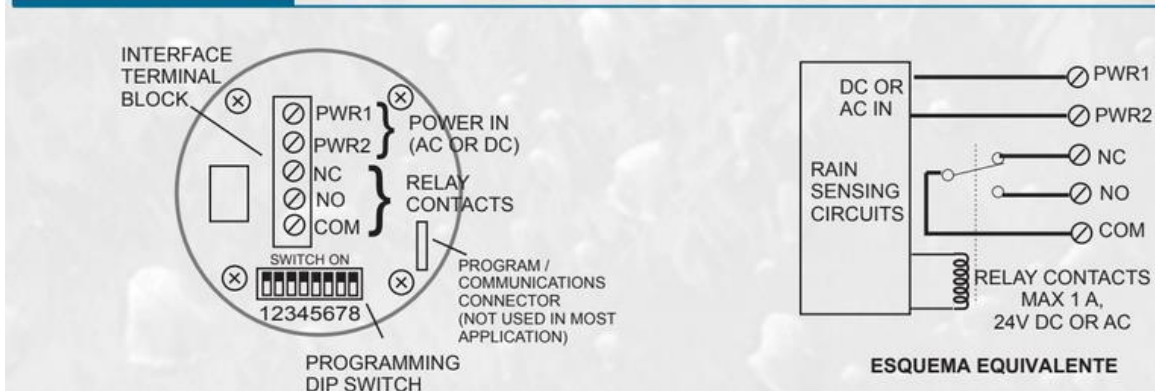 INTERFACE
TERMINAL
BLOCK
PWR1
PWR2
NC
NO
COM
POWER IN
(AC OR DC)
RELAY
CONTACTS
SWITCH ON
12345678
PROGRAM /
COMMUNICATIONS
CONNECTOR
(NOT USED IN MOST
APPLICATION)
PROGRAMMING
DIP SWITCH
DC OR
AC IN
RAIN
SENSING
CIRCUITS
PWR1
PWR2
NC
NO
COM
RELAY CONTACTS
MAX 1 A,
24V DC OR AC
ESQUEMA EQUIVALENTE